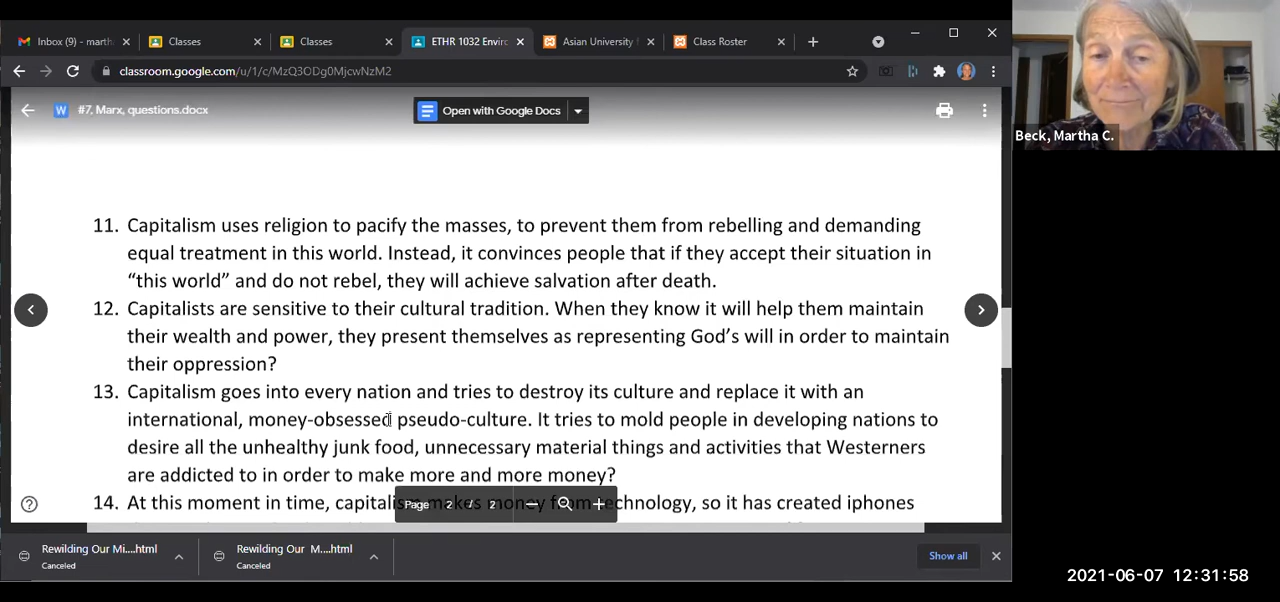 Inbox (9) - marth
Classes
Classes
ETHR 1032 Enviro
Asian University f
Class Roster
classroom.google.com/u/1/c/MzQ3ODg0MjcwNzM2
W #7, Marx, questions.docx
Open with Google Docs
Beck, Martha C.
11. Capitalism uses religion to pacify the masses, to prevent them from rebelling and demanding
equal treatment in this world. Instead, it convinces people that if they accept their situation in
“this world” and do not rebel, they will achieve salvation after death.
12. Capitalists are sensitive to their cultural tradition. When they know it will help them maintain
their wealth and power, they present themselves as representing God’s will in order to maintain
their oppression?
13. Capitalism goes into every nation and tries to destroy its culture and replace it with an
international, money-obsessed pseudo-culture. It tries to mold people in developing nations to
desire all the unhealthy junk food, unnecessary material things and activities that Westerners
are addicted to in order to make more and more money?
14. At this moment in time, capitalism makes money from technology, so it has created iphones
Page 2 / 2
Rewilding Our Mi....html
Canceled
Rewilding Our M....html
Canceled
Show all
2021-06-07 12:31:58